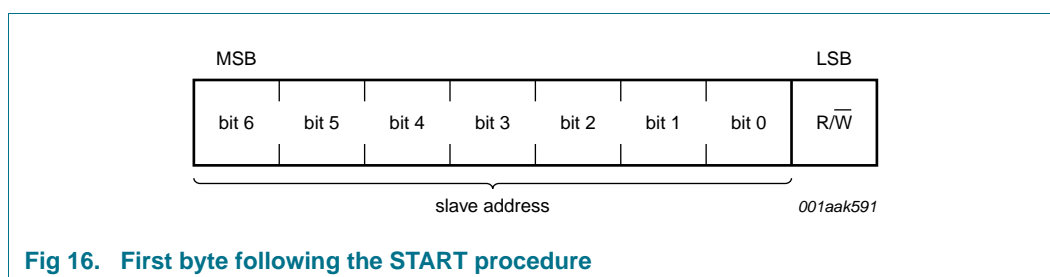 MSB LSB
bit 6 bit 5 bit 4 bit 3 bit 2 bit 1 bit 0 R/W̅
slave address 001aak591
Fig 16. First byte following the START procedure